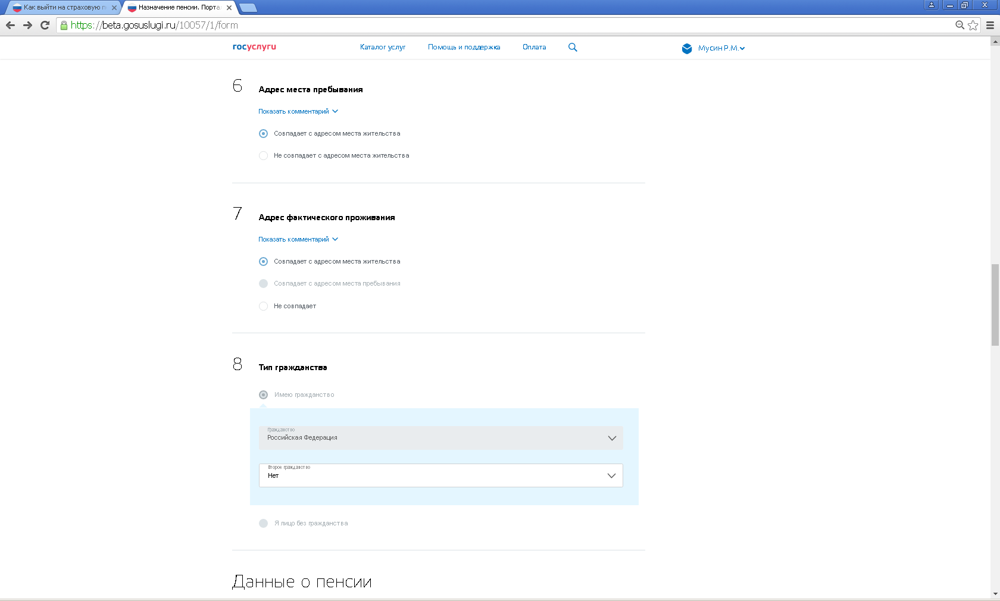 Как выйти на страховую п
Назначение пенсии. Порта
https://beta.gosuslugi.ru/10057/1/form
госуслуги
Каталог услуг
Помощь и поддержка
Оплата
Мусин Р.М.
6
Адрес места пребывания
Показать комментарий
Совпадает с адресом места жительства
Не совпадает с адресом места жительства
7
Адрес фактического проживания
Показать комментарий
Совпадает с адресом места жительства
Совпадает с адресом места пребывания
Не совпадает
8
Тип гражданства
Имею гражданство
Гражданство
Российская Федерация
Второе гражданство
Нет
Я лицо без гражданства
Данные о пенсии